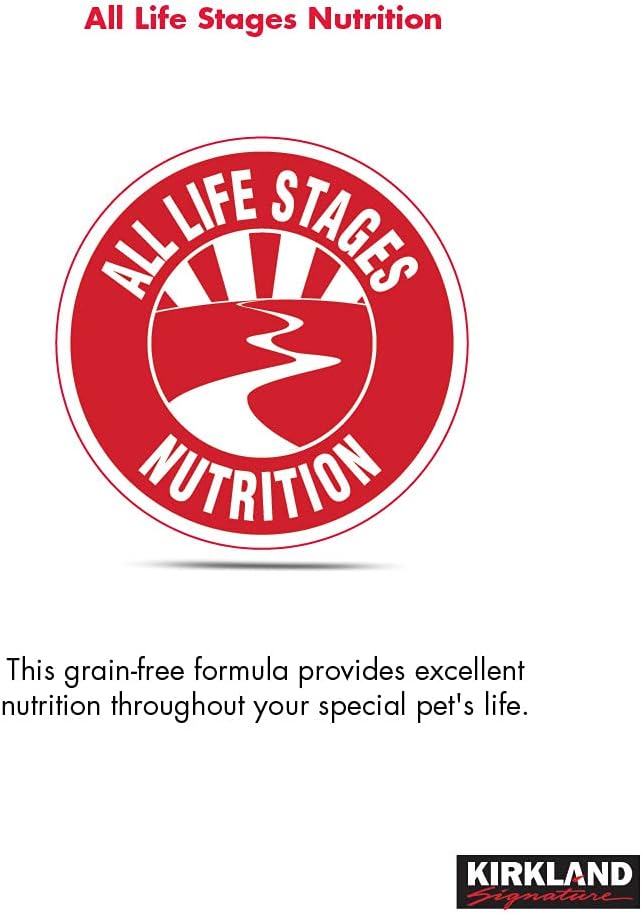 All Life Stages Nutrition
ALL LIFE STAGES
NUTRITION
This grain-free formula provides excellent
nutrition throughout your special pet's life.
KIRKLAND
Signature